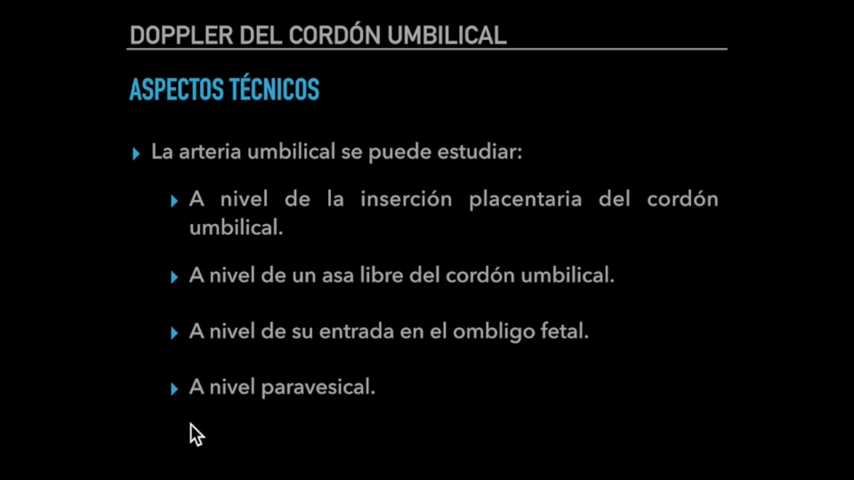 DOPPLER DEL CORDÓN UMBILICAL
ASPECTOS TÉCNICOS
La arteria umbilical se puede estudiar:
A nivel de la inserción placentaria del cordón
umbilical.
A nivel de un asa libre del cordón umbilical.
A nivel de su entrada en el ombligo fetal.
A nivel paravesical.